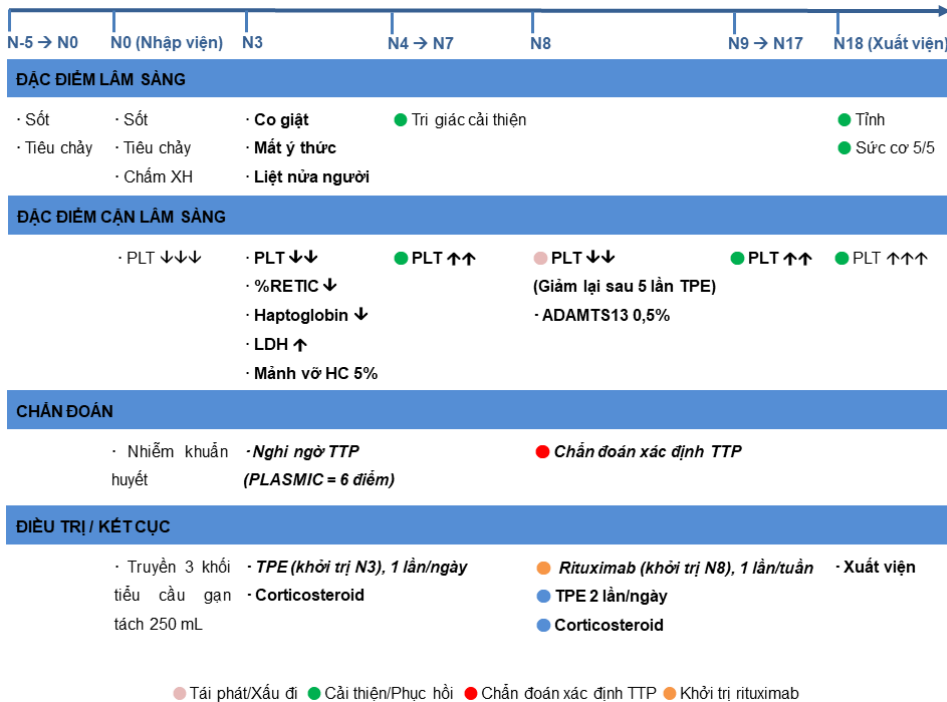 N-5 → N0 N0 (Nhập viện) N3 N4 → N7 N8 N9 → N17 N18 (Xuất viện)
ĐẶC ĐIỂM LÂM SÀNG
· Sốt · Sốt · Co giật Tri giác cải thiện Tỉnh
· Tiêu chảy · Tiêu chảy · Mất ý thức Sức cơ 5/5
· Chấm XH · Liệt nửa người
ĐẶC ĐIỂM CẬN LÂM SÀNG
· PLT ↓↓↓ · PLT ↓↓ PLT ↑↑ PLT ↓↓ PLT ↑↑ PLT ↑↑↑
· %RETIC ↓ (Giảm lại sau 5 lần TPE)
· Haptoglobin ↓ · ADAMTS13 0,5%
· LDH ↑
· Mảnh vỡ HC 5%
CHẨN ĐOÁN
· Nhiễm khuẩn · Nghi ngờ TTP Chẩn đoán xác định TTP
huyết (PLASMIC = 6 điểm)
ĐIỀU TRỊ / KẾT CỤC
· Truyền 3 khối · TPE (khởi trị N3), 1 lần/ngày Rituximab (khởi trị N8), 1 lần/tuần · Xuất viện
tiểu cầu gạn · Corticosteroid TPE 2 lần/ngày
tách 250 mL Corticosteroid
Tái phát/Xấu đi Cải thiện/Phục hồi Chẩn đoán xác định TTP Khởi trị rituximab